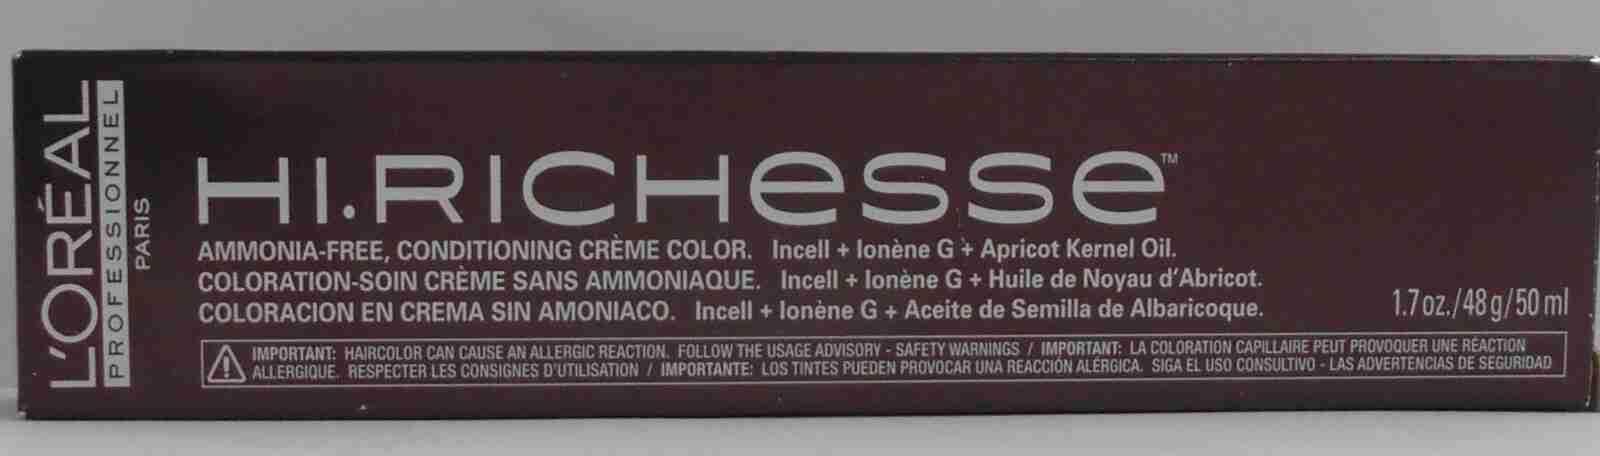 L'ORÉAL
PROFESSIONNEL
PARIS
HI.RICHESSE™
AMMONIA-FREE, CONDITIONING CRÈME COLOR. Incell + Ionène G + Apricot Kernel Oil.
COLORATION-SOIN CRÈME SANS AMMONIAQUE. Incell + Ionène G + Huile de Noyau d'Abricot.
COLORACION EN CREMA SIN AMONIACO. Incell + Ionène G + Aceite de Semilla de Albaricoque.
1.7 oz./48 g/50 ml
IMPORTANT: HAIRCOLOR CAN CAUSE AN ALLERGIC REACTION. FOLLOW THE USAGE ADVISORY - SAFETY WARNINGS / IMPORTANT: LA COLORATION CAPILLAIRE PEUT PROVOQUER UNE RÉACTION
ALLERGIQUE. RESPECTER LES CONSIGNES D'UTILISATION / IMPORTANTE: LOS TINTES PUEDEN PROVOCAR UNA REACCIÓN ALÉRGICA. SIGA EL USO CONSULTIVO - LAS ADVERTENCIAS DE SEGURIDAD